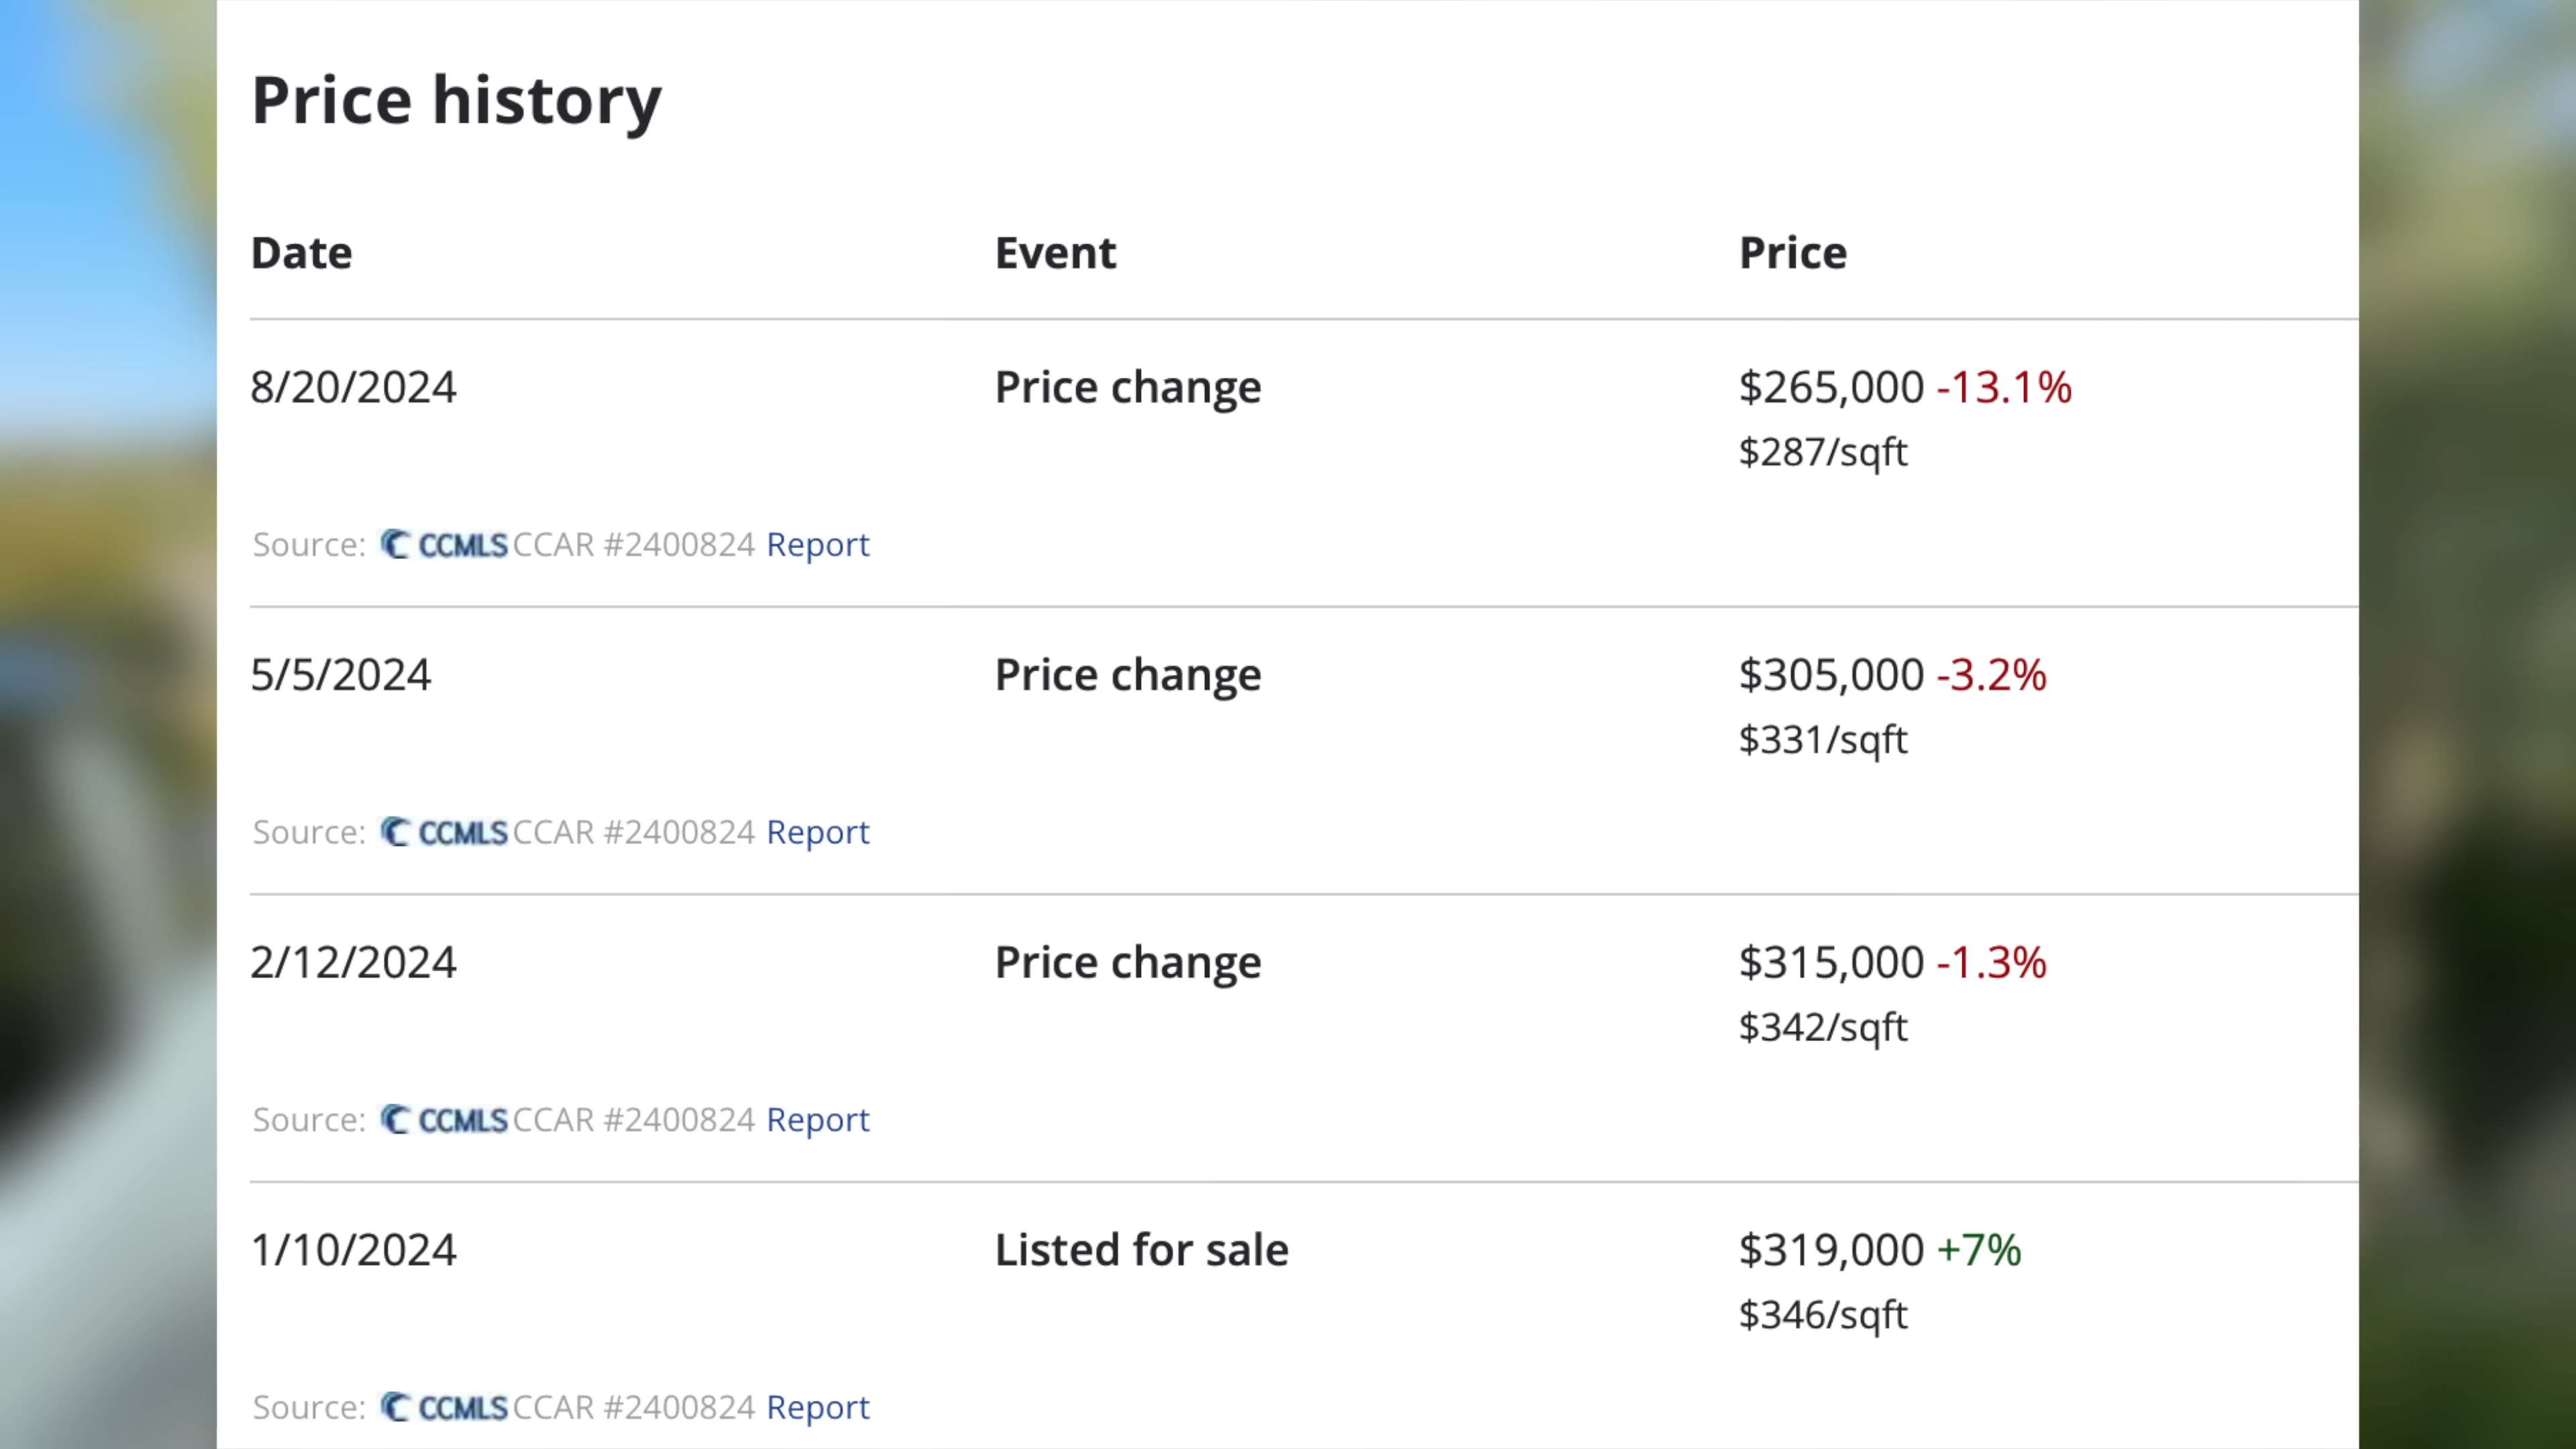 Price history
Date Event Price
8/20/2024 Price change $265,000 -13.1%
$287/sqft
Source: CCMLS CCAR #2400824 Report
5/5/2024 Price change $305,000 -3.2%
$331/sqft
Source: CCMLS CCAR #2400824 Report
2/12/2024 Price change $315,000 -1.3%
$342/sqft
Source: CCMLS CCAR #2400824 Report
1/10/2024 Listed for sale $319,000 +7%
$346/sqft
Source: CCMLS CCAR #2400824 Report